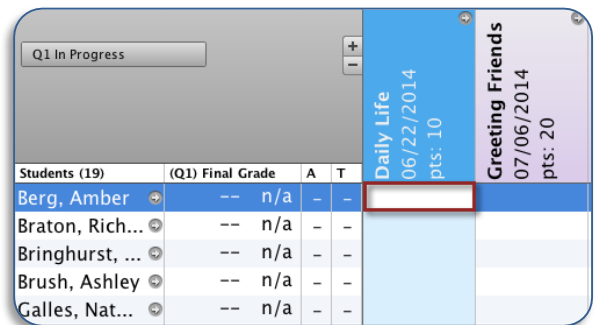 Q1 In Progress
+
−
Daily Life
06/22/2014
pts: 10
Greeting Friends
07/06/2014
pts: 20
Students (19) (Q1) Final Grade A T
Berg, Amber -- n/a – –
Braton, Rich... -- n/a – –
Bringhurst, ... -- n/a – –
Brush, Ashley -- n/a – –
Galles, Nat... -- n/a – –